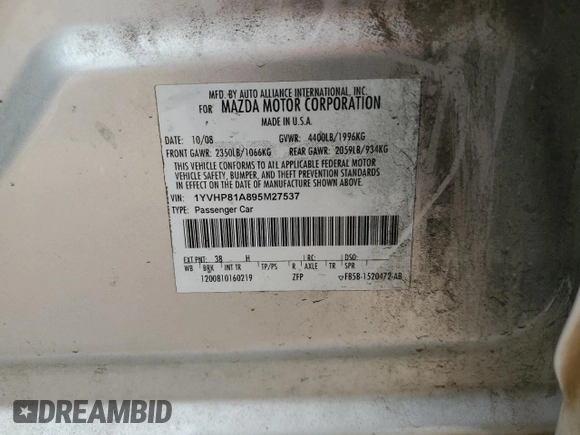 MFD. BY AUTO ALLIANCE INTERNATIONAL, INC.
FOR MAZDA MOTOR CORPORATION
MADE IN U.S.A.
DATE: 10/08 GVWR: 4400LB/1996KG
FRONT GAWR: 2350LB/1066KG REAR GAWR: 2059LB/934KG
THIS VEHICLE CONFORMS TO ALL APPLICABLE FEDERAL MOTOR
VEHICLE SAFETY, BUMPER, AND THEFT PREVENTION STANDARDS
IN EFFECT ON THE DATE OF MANUFACTURE SHOWN ABOVE.
VIN: 1YVHP81A895M27537
TYPE: Passenger Car
EXT PNT: 38 H RC: DSO:
WB BRK INT TR TP/PS R AXLE TR SPR
1200810160219 ZFP F85B-1520472-AB
DREAMBID